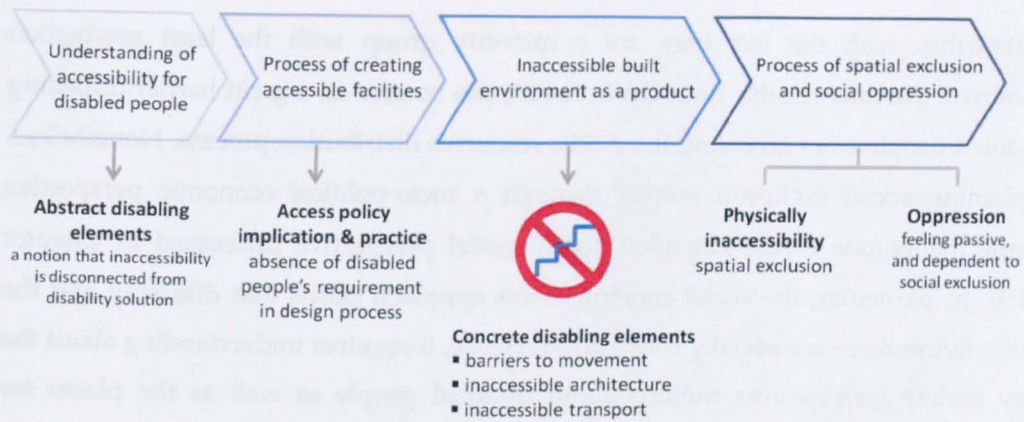 Understanding of
accessibility for
disabled people
Process of creating
accessible facilities
Inaccessible built
environment as a product
Process of spatial exclusion
and social oppression
Abstract disabling
elements
a notion that inaccessibility
is disconnected from
disability solution
Access policy
implication & practice
absence of disabled
people's requirement
in design process
Concrete disabling elements
▪ barriers to movement
▪ inaccessible architecture
▪ inaccessible transport
Physically
inaccessibility
spatial exclusion
Oppression
feeling passive,
and dependent to
social exclusion